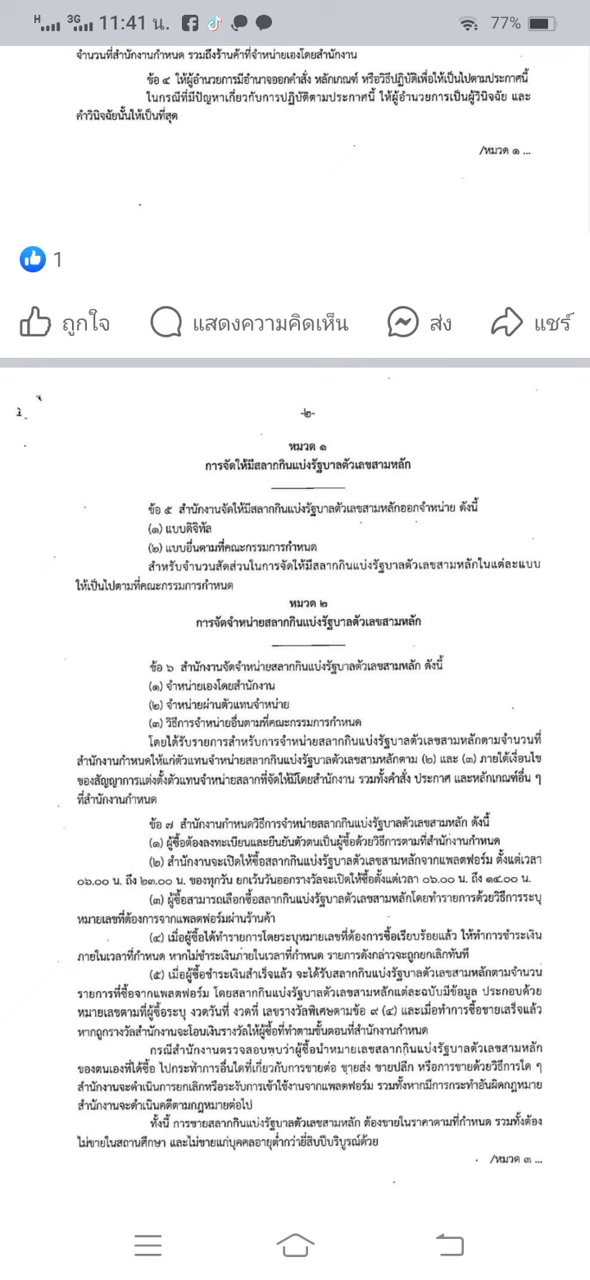 H 3G 11:41 น. 77%
จำนวนที่สำนักงานกำหนด รวมถึงร้านค้าที่จำหน่ายเองโดยสำนักงาน
ข้อ ๔ ให้ผู้อำนวยการมีอำนาจออกคำสั่ง หลักเกณฑ์ หรือวิธีปฏิบัติเพื่อให้เป็นไปตามประกาศนี้
ในกรณีที่มีปัญหาเกี่ยวกับการปฏิบัติตามประกาศนี้ ให้ผู้อำนวยการเป็นผู้วินิจฉัย และ
คำวินิจฉัยนั้นให้เป็นที่สุด
/หมวด ๑ ...
1
ถูกใจ แสดงความคิดเห็น ส่ง แชร์
-๒-
หมวด ๑
การจัดให้มีสลากกินแบ่งรัฐบาลตัวเลขสามหลัก
ข้อ ๕ สำนักงานจัดให้มีสลากกินแบ่งรัฐบาลตัวเลขสามหลักออกจำหน่าย ดังนี้
(๑) แบบดิจิทัล
(๒) แบบอื่นตามที่คณะกรรมการกำหนด
สำหรับจำนวนสัดส่วนในการจัดให้มีสลากกินแบ่งรัฐบาลตัวเลขสามหลักในแต่ละแบบ
ให้เป็นไปตามที่คณะกรรมการกำหนด
หมวด ๒
การจัดจำหน่ายสลากกินแบ่งรัฐบาลตัวเลขสามหลัก
ข้อ ๖ สำนักงานจัดจำหน่ายสลากกินแบ่งรัฐบาลตัวเลขสามหลัก ดังนี้
(๑) จำหน่ายเองโดยสำนักงาน
(๒) จำหน่ายผ่านตัวแทนจำหน่าย
(๓) วิธีการจำหน่ายอื่นตามที่คณะกรรมการกำหนด
โดยได้รับรายการสำหรับการจำหน่ายสลากกินแบ่งรัฐบาลตัวเลขสามหลักตามจำนวนที่
สำนักงานกำหนดให้แก่ตัวแทนจำหน่ายสลากกินแบ่งรัฐบาลตัวเลขสามหลักตาม (๒) และ (๓) ภายใต้เงื่อนไข
ของสัญญาการแต่งตั้งตัวแทนจำหน่ายสลากที่จัดให้มีโดยสำนักงาน รวมทั้งคำสั่ง ประกาศ และหลักเกณฑ์อื่น ๆ
ที่สำนักงานกำหนด
ข้อ ๗ สำนักงานกำหนดวิธีการจำหน่ายสลากกินแบ่งรัฐบาลตัวเลขสามหลัก ดังนี้
(๑) ผู้ซื้อต้องลงทะเบียนและยืนยันตัวตนเป็นผู้ซื้อด้วยวิธีการตามที่สำนักงานกำหนด
(๒) สำนักงานจะเปิดให้ซื้อสลากกินแบ่งรัฐบาลตัวเลขสามหลักจากแพลตฟอร์ม ตั้งแต่เวลา
๐๖.๐๐ น. ถึง ๒๓.๐๐ น. ของทุกวัน ยกเว้นวันออกรางวัลจะเปิดให้ซื้อตั้งแต่เวลา ๐๖.๐๐ น. ถึง ๑๔.๐๐ น.
(๓) ผู้ซื้อสามารถเลือกซื้อสลากกินแบ่งรัฐบาลตัวเลขสามหลักโดยทำรายการด้วยวิธีการระบุ
หมายเลขที่ต้องการจากแพลตฟอร์มผ่านร้านค้า
(๔) เมื่อผู้ซื้อได้ทำรายการโดยระบุหมายเลขที่ต้องการซื้อเรียบร้อยแล้ว ให้ทำการชำระเงิน
ภายในเวลาที่กำหนด หากไม่ชำระเงินภายในเวลาที่กำหนด รายการดังกล่าวจะถูกยกเลิกทันที
(๕) เมื่อผู้ซื้อชำระเงินสำเร็จแล้ว จะได้รับสลากกินแบ่งรัฐบาลตัวเลขสามหลักตามจำนวน
รายการที่ซื้อจากแพลตฟอร์ม โดยสลากกินแบ่งรัฐบาลตัวเลขสามหลักแต่ละฉบับมีข้อมูล ประกอบด้วย
หมายเลขตามที่ผู้ซื้อระบุ งวดวันที่ งวดที่ เลขรางวัลพิเศษตามข้อ ๙ (๔) และเมื่อทำการซื้อขายเสร็จแล้ว
หากถูกรางวัลสำนักงานจะโอนเงินรางวัลให้ผู้ซื้อที่ทำตามขั้นตอนที่สำนักงานกำหนด
กรณีสำนักงานตรวจสอบพบว่าผู้ซื้อนำหมายเลขสลากกินแบ่งรัฐบาลตัวเลขสามหลัก
ของตนเองที่ได้ซื้อ ไปกระทำการอื่นใดที่เกี่ยวกับการขายต่อ ขายส่ง ขายปลีก หรือการขายด้วยวิธีการใด ๆ
สำนักงานจะดำเนินการยกเลิกหรือระงับการเข้าใช้งานจากแพลตฟอร์ม รวมทั้งหากมีการกระทำอันผิดกฎหมาย
สำนักงานจะดำเนินคดีตามกฎหมายต่อไป
ทั้งนี้ การขายสลากกินแบ่งรัฐบาลตัวเลขสามหลัก ต้องขายในราคาตามที่กำหนด รวมทั้งต้อง
ไม่ขายในสถานศึกษา และไม่ขายแก่บุคคลอายุต่ำกว่ายี่สิบปีบริบูรณ์ด้วย
/หมวด ๓ ...